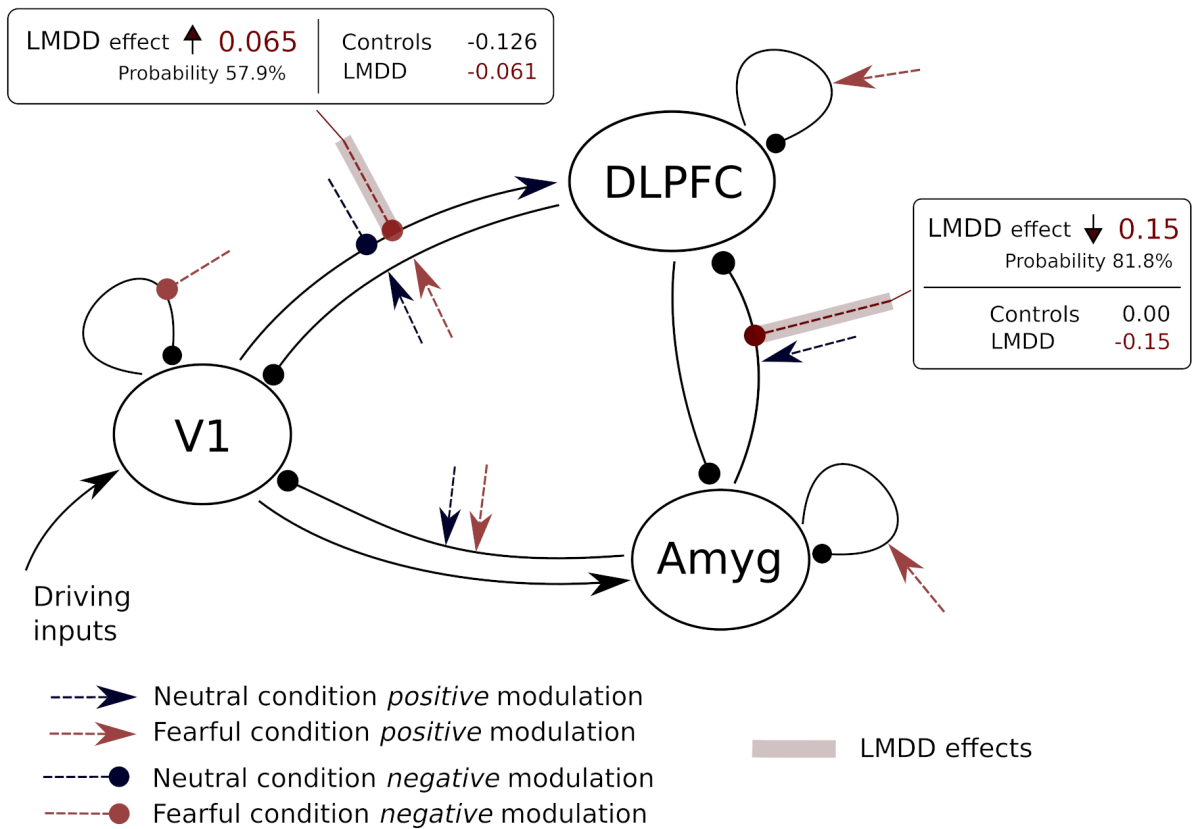 LMDD effect 0.065
Probability 57.9%
Controls -0.126
LMDD -0.061
DLPFC
LMDD effect 0.15
Probability 81.8%
Controls 0.00
LMDD -0.15
V1
Amyg
Driving
inputs
Neutral condition positive modulation
Fearful condition positive modulation
Neutral condition negative modulation
Fearful condition negative modulation
LMDD effects